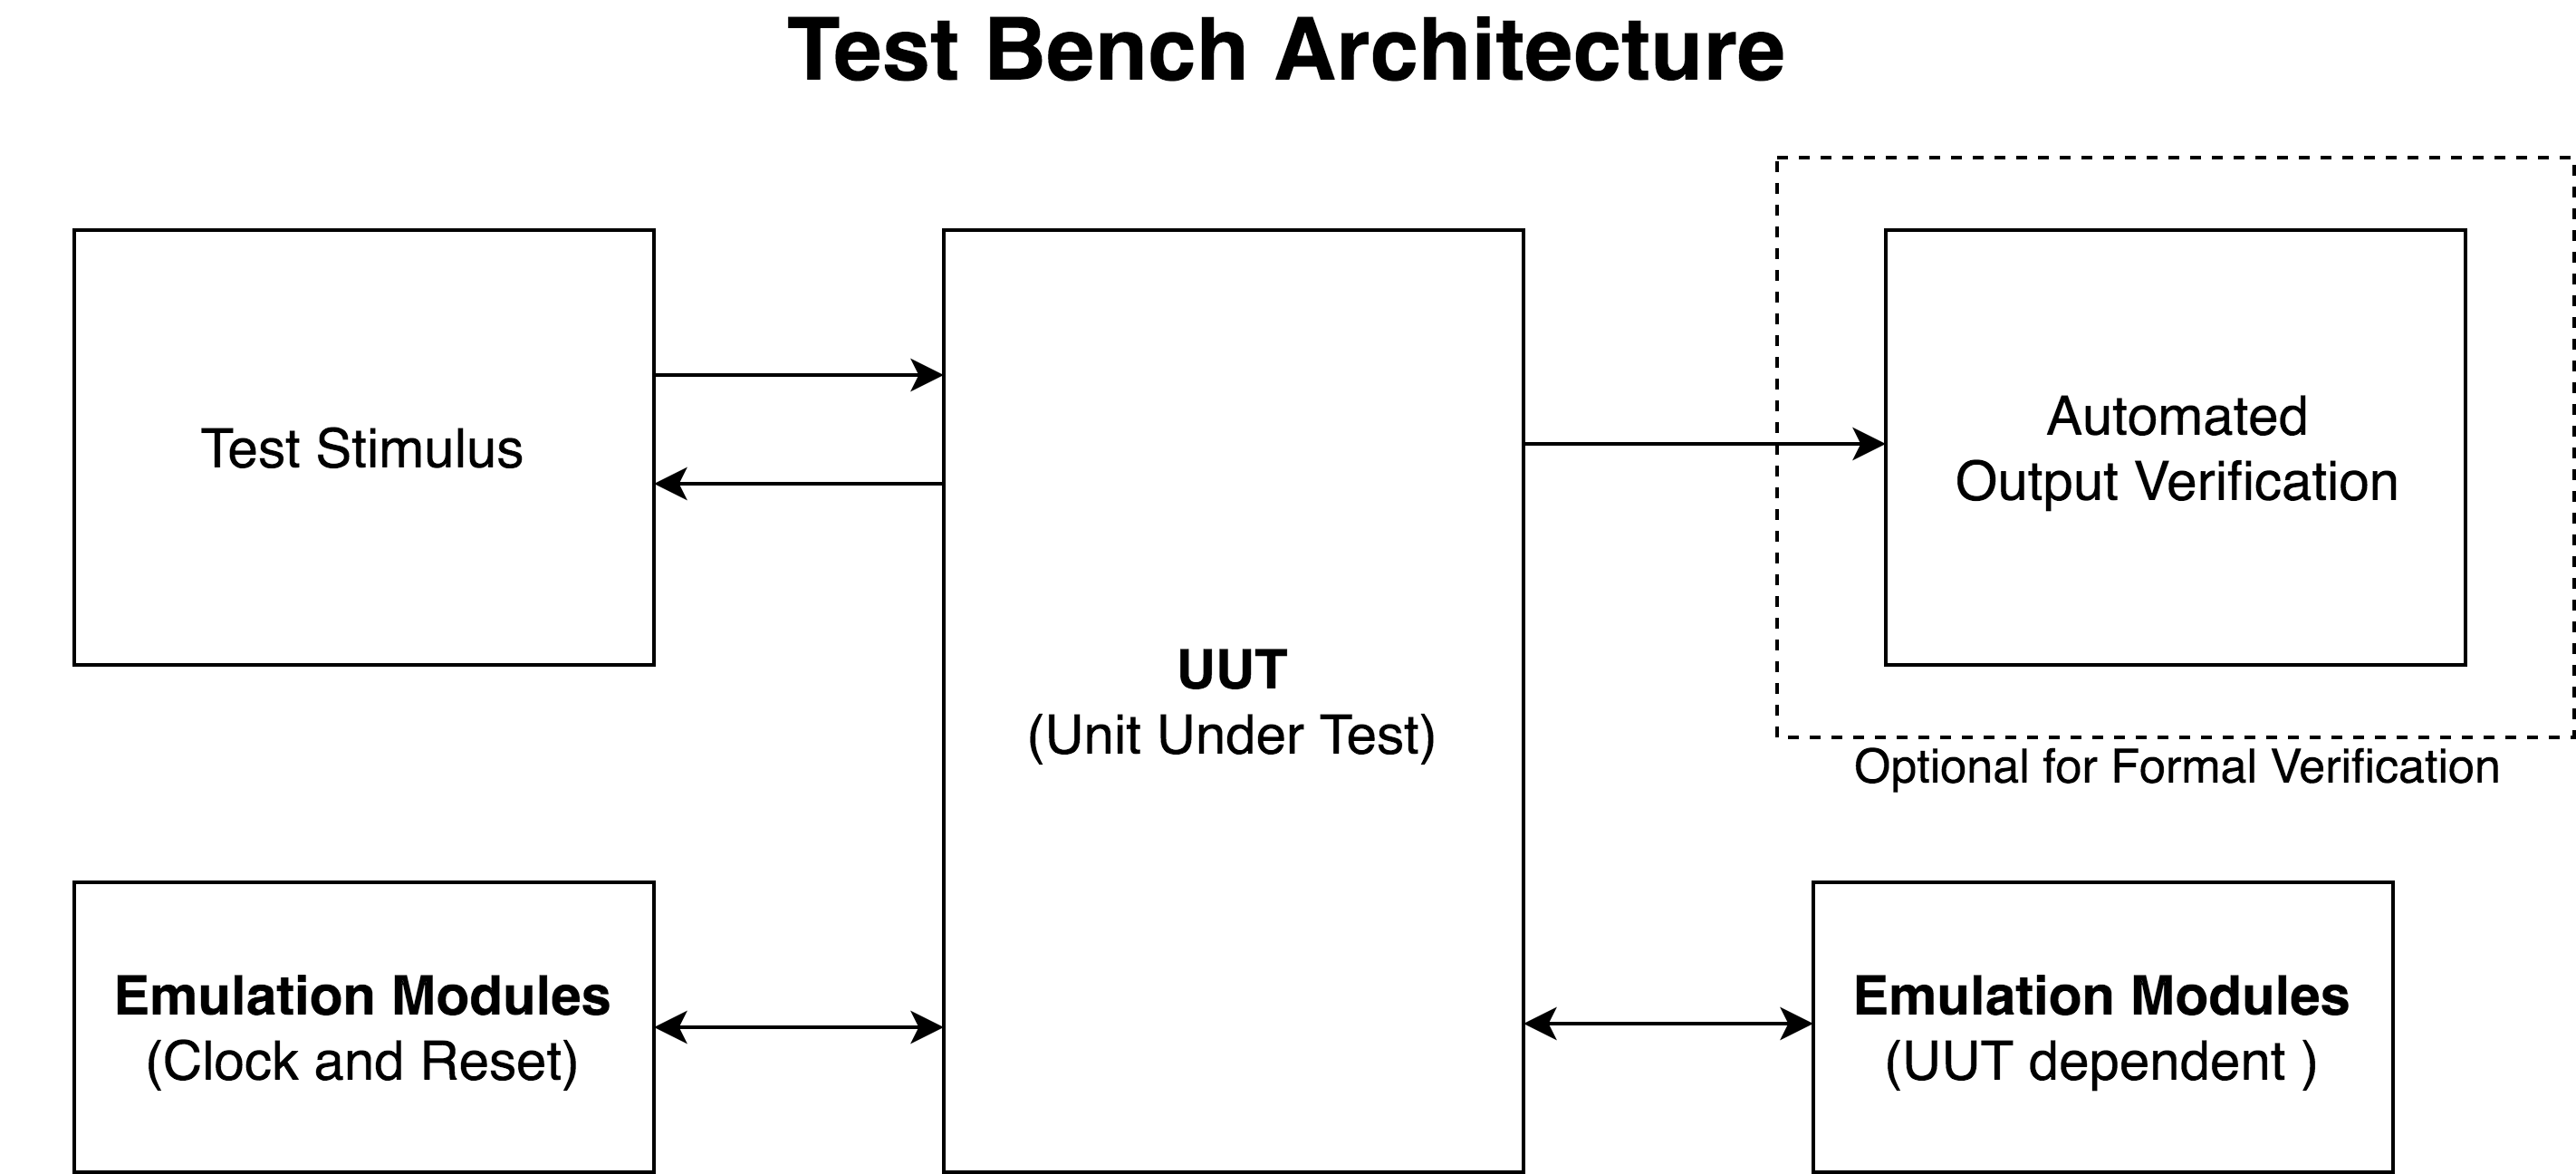 Test Bench Architecture
Test Stimulus
UUT
(Unit Under Test)
Automated
Output Verification
Optional for Formal Verification
Emulation Modules
(Clock and Reset)
Emulation Modules
(UUT dependent )